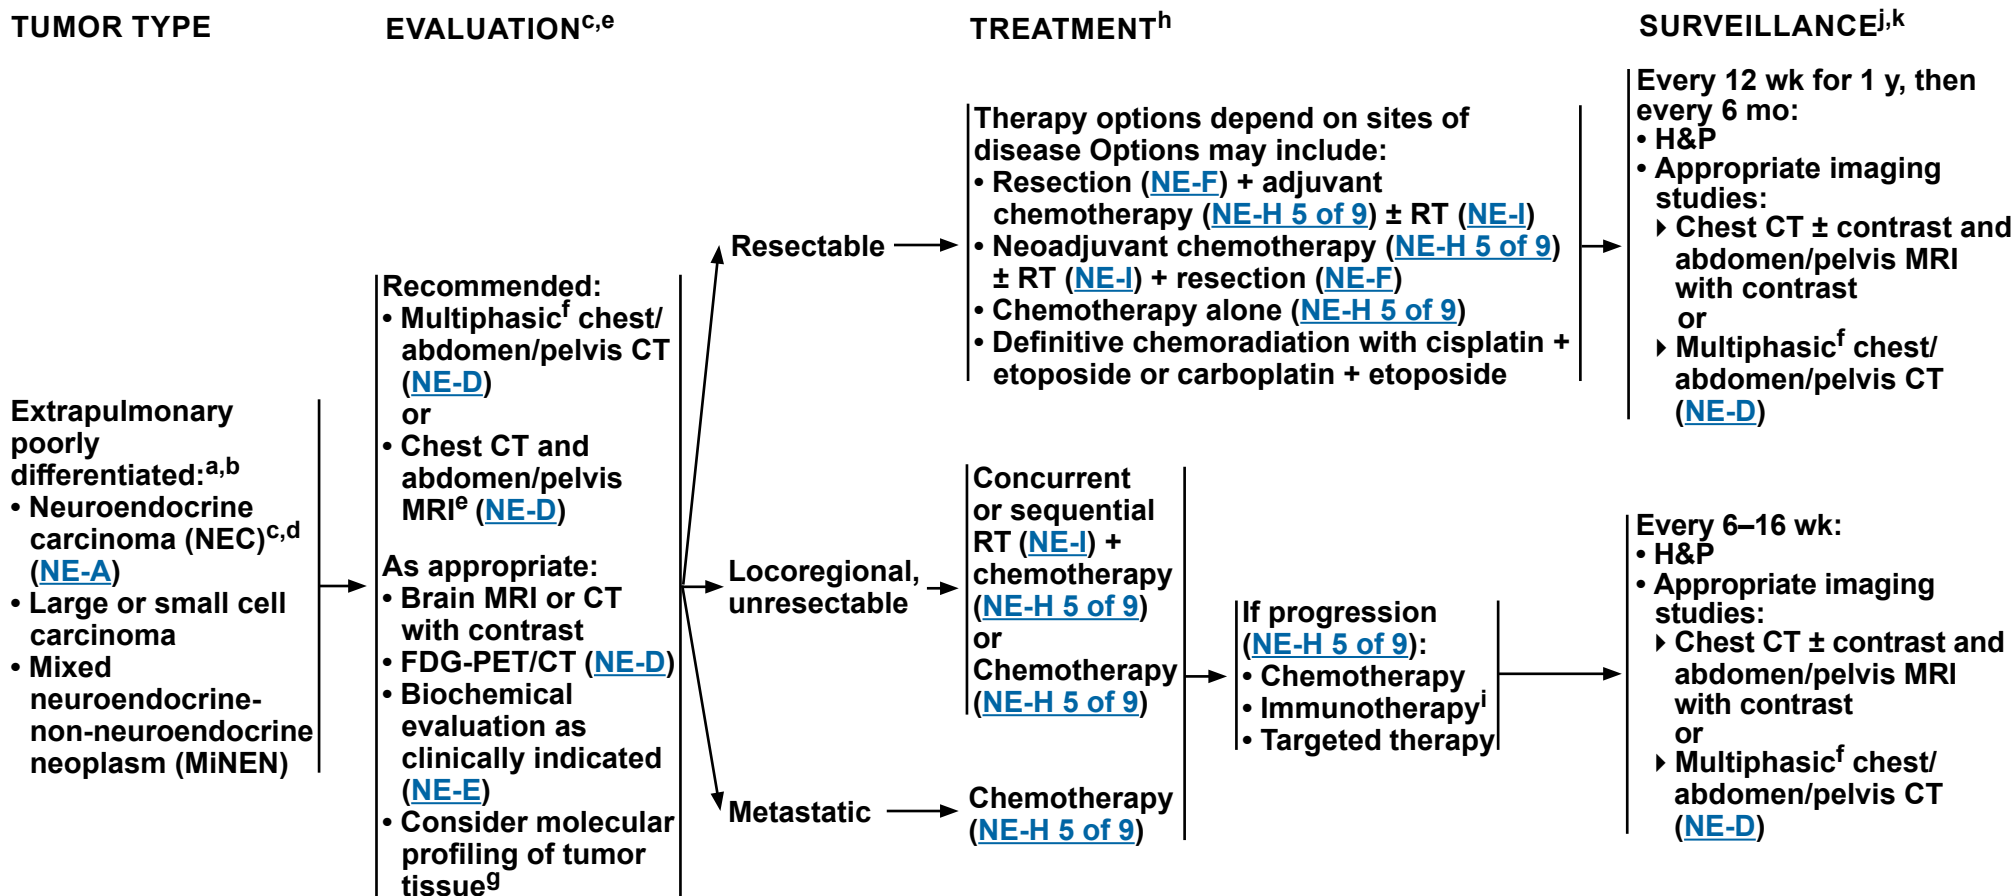 TUMOR TYPE
EVALUATIONc,e
TREATMENTh
SURVEILLANCEj,k
Extrapulmonary
poorly
differentiated:a,b
• Neuroendocrine
carcinoma (NEC)c,d
(NE-A)
• Large or small cell
carcinoma
• Mixed
neuroendocrine-
non-neuroendocrine
neoplasm (MiNEN)
Recommended:
• Multiphasicf chest/
abdomen/pelvis CT
(NE-D)
or
• Chest CT and
abdomen/pelvis
MRIe (NE-D)
As appropriate:
• Brain MRI or CT
with contrast
• FDG-PET/CT (NE-D)
• Biochemical
evaluation as
clinically indicated
(NE-E)
• Consider molecular
profiling of tumor
tissueg
Resectable
Therapy options depend on sites of
disease Options may include:
• Resection (NE-F) + adjuvant
chemotherapy (NE-H 5 of 9) ± RT (NE-I)
• Neoadjuvant chemotherapy (NE-H 5 of 9)
± RT (NE-I) + resection (NE-F)
• Chemotherapy alone (NE-H 5 of 9)
• Definitive chemoradiation with cisplatin +
etoposide or carboplatin + etoposide
Every 12 wk for 1 y, then
every 6 mo:
• H&P
• Appropriate imaging
studies:
▸ Chest CT ± contrast and
abdomen/pelvis MRI
with contrast
or
▸ Multiphasicf chest/
abdomen/pelvis CT
(NE-D)
Locoregional,
unresectable
Concurrent
or sequential
RT (NE-I) +
chemotherapy
(NE-H 5 of 9)
or
Chemotherapy
(NE-H 5 of 9)
Metastatic
Chemotherapy
(NE-H 5 of 9)
If progression
(NE-H 5 of 9):
• Chemotherapy
• Immunotherapyi
• Targeted therapy
Every 6–16 wk:
• H&P
• Appropriate imaging
studies:
▸ Chest CT ± contrast and
abdomen/pelvis MRI
with contrast
or
▸ Multiphasicf chest/
abdomen/pelvis CT
(NE-D)